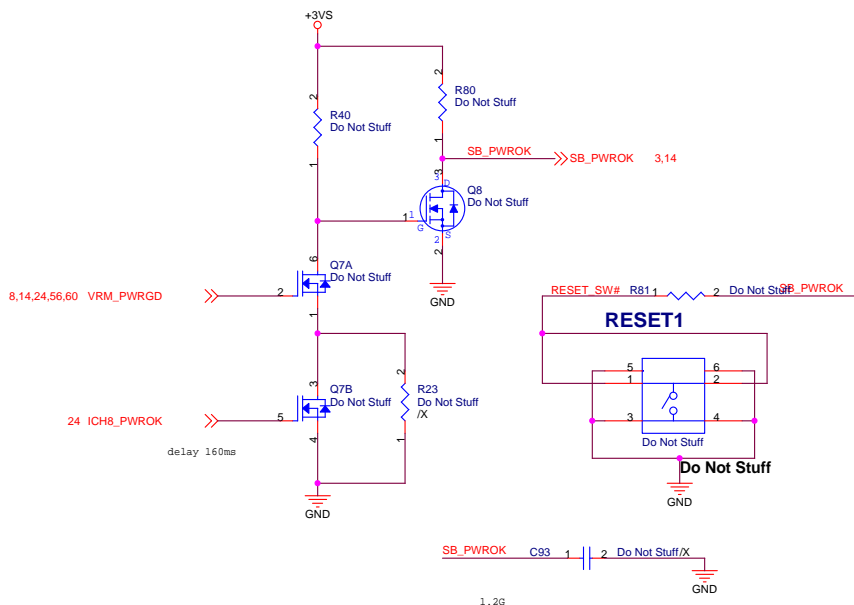 +3VS
2
R80
Do Not Stuff
2
R40
Do Not Stuff
1
SB_PWROK
SB_PWROK 3,14
1
3
3 D
Q8
Do Not Stuff
1 1
G
2 S
2
6
Q7A
Do Not Stuff
GND
8,14,24,56,60 VRM_PWRGD
2
1
RESET_SW# R81 1 2 Do Not Stuff SB_PWROK
RESET1
5 6
1 2
3 4
Do Not Stuff
Do Not Stuff
GND
3
Q7B
Do Not Stuff
2
R23
Do Not Stuff
/X
24 ICH8_PWROK
5
4
1
delay 160ms
GND
SB_PWROK C93 1 2 Do Not Stuff/X
GND
1.2G